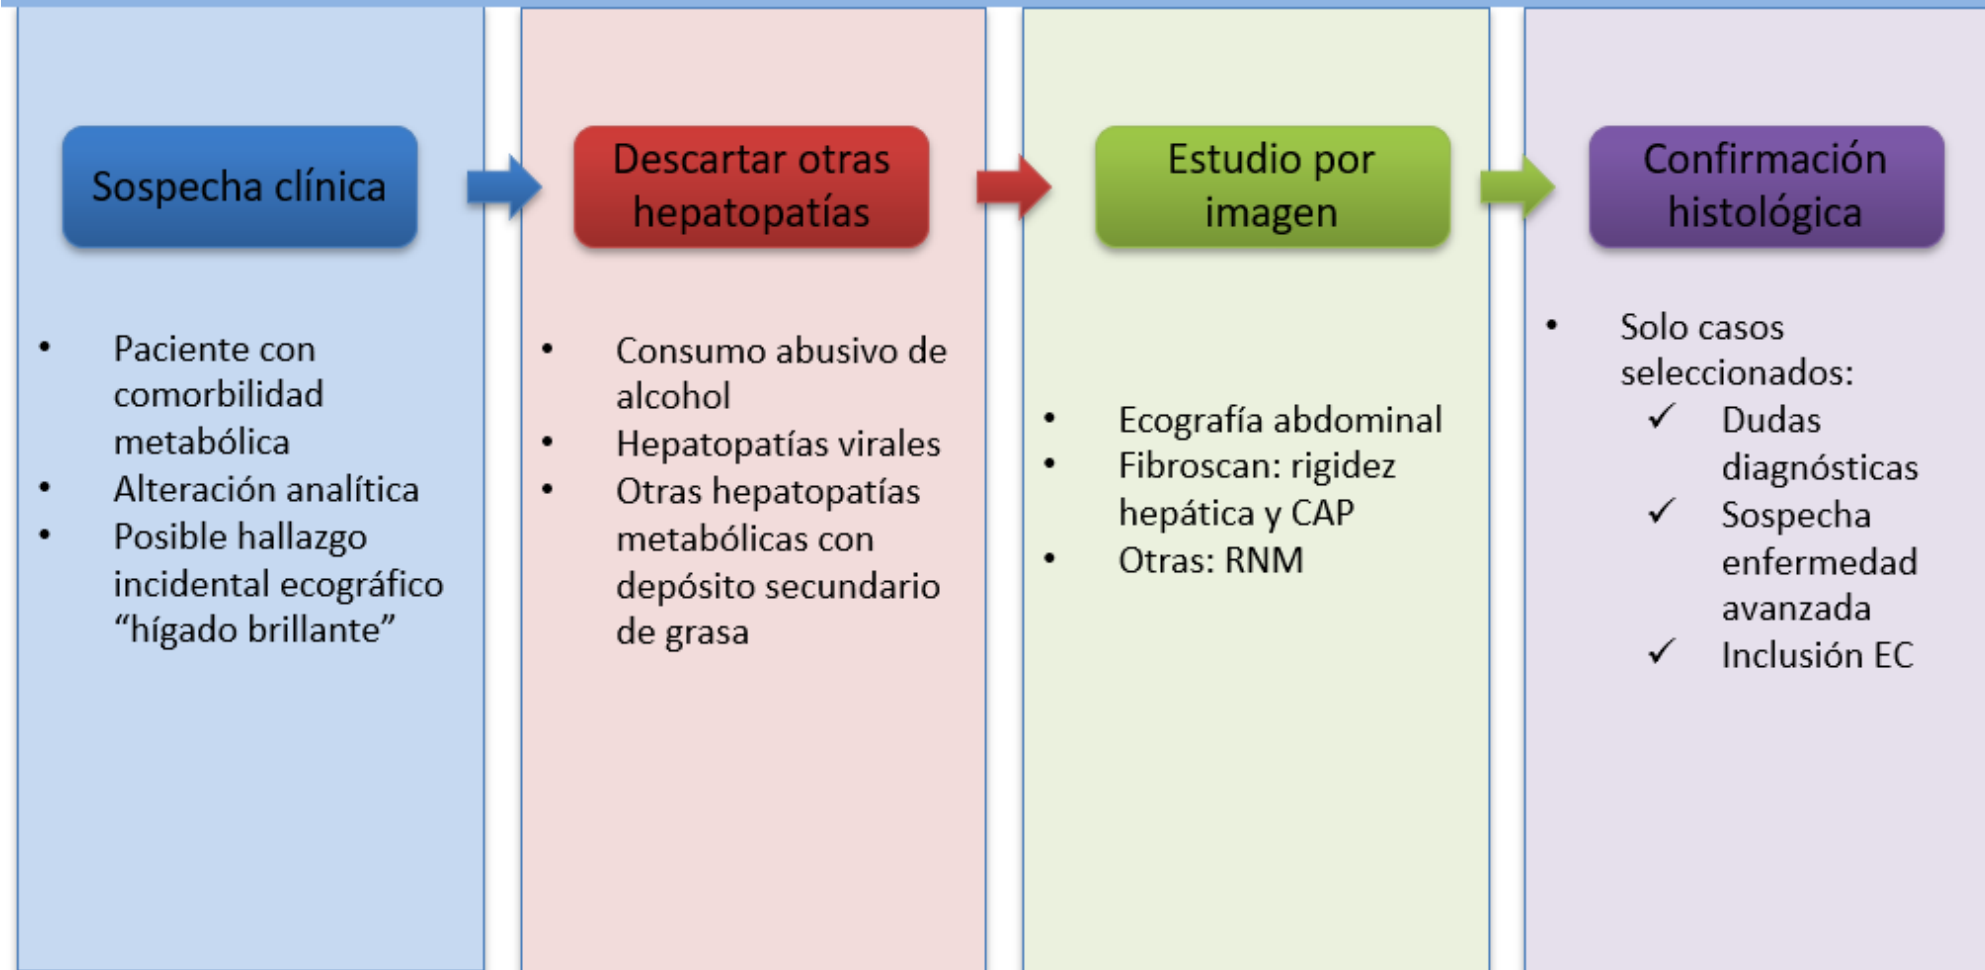 Sospecha clínica
• Paciente con
comorbilidad
metabólica
• Alteración analítica
• Posible hallazgo
incidental ecográfico
“hígado brillante”
Descartar otras
hepatopatías
• Consumo abusivo de
alcohol
• Hepatopatías virales
• Otras hepatopatías
metabólicas con
depósito secundario
de grasa
Estudio por
imagen
• Ecografía abdominal
• Fibroscan: rigidez
hepática y CAP
• Otras: RNM
Confirmación
histológica
• Solo casos
seleccionados:
✓ Dudas
diagnósticas
✓ Sospecha
enfermedad
avanzada
✓ Inclusión EC